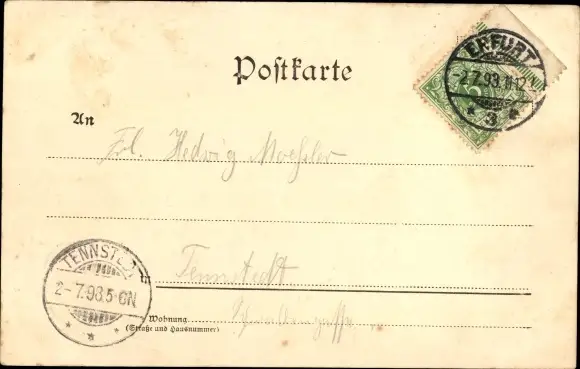 Postkarte
ERFURT
-2.7.98.11-12
* 3 *
An
Frl. Hedwig
Tennstedt
TENNSTEDT
2-7.98.5-6N
Wohnung
(Straße und Hausnummer)